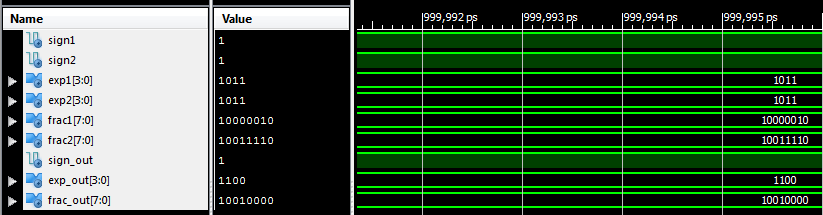 Name Value 999,992 ps 999,993 ps 999,994 ps 999,995 ps
sign1 1
sign2 1
exp1[3:0] 1011 1011
exp2[3:0] 1011 1011
frac1[7:0] 10000010 10000010
frac2[7:0] 10011110 10011110
sign_out 1
exp_out[3:0] 1100 1100
frac_out[7:0] 10010000 10010000